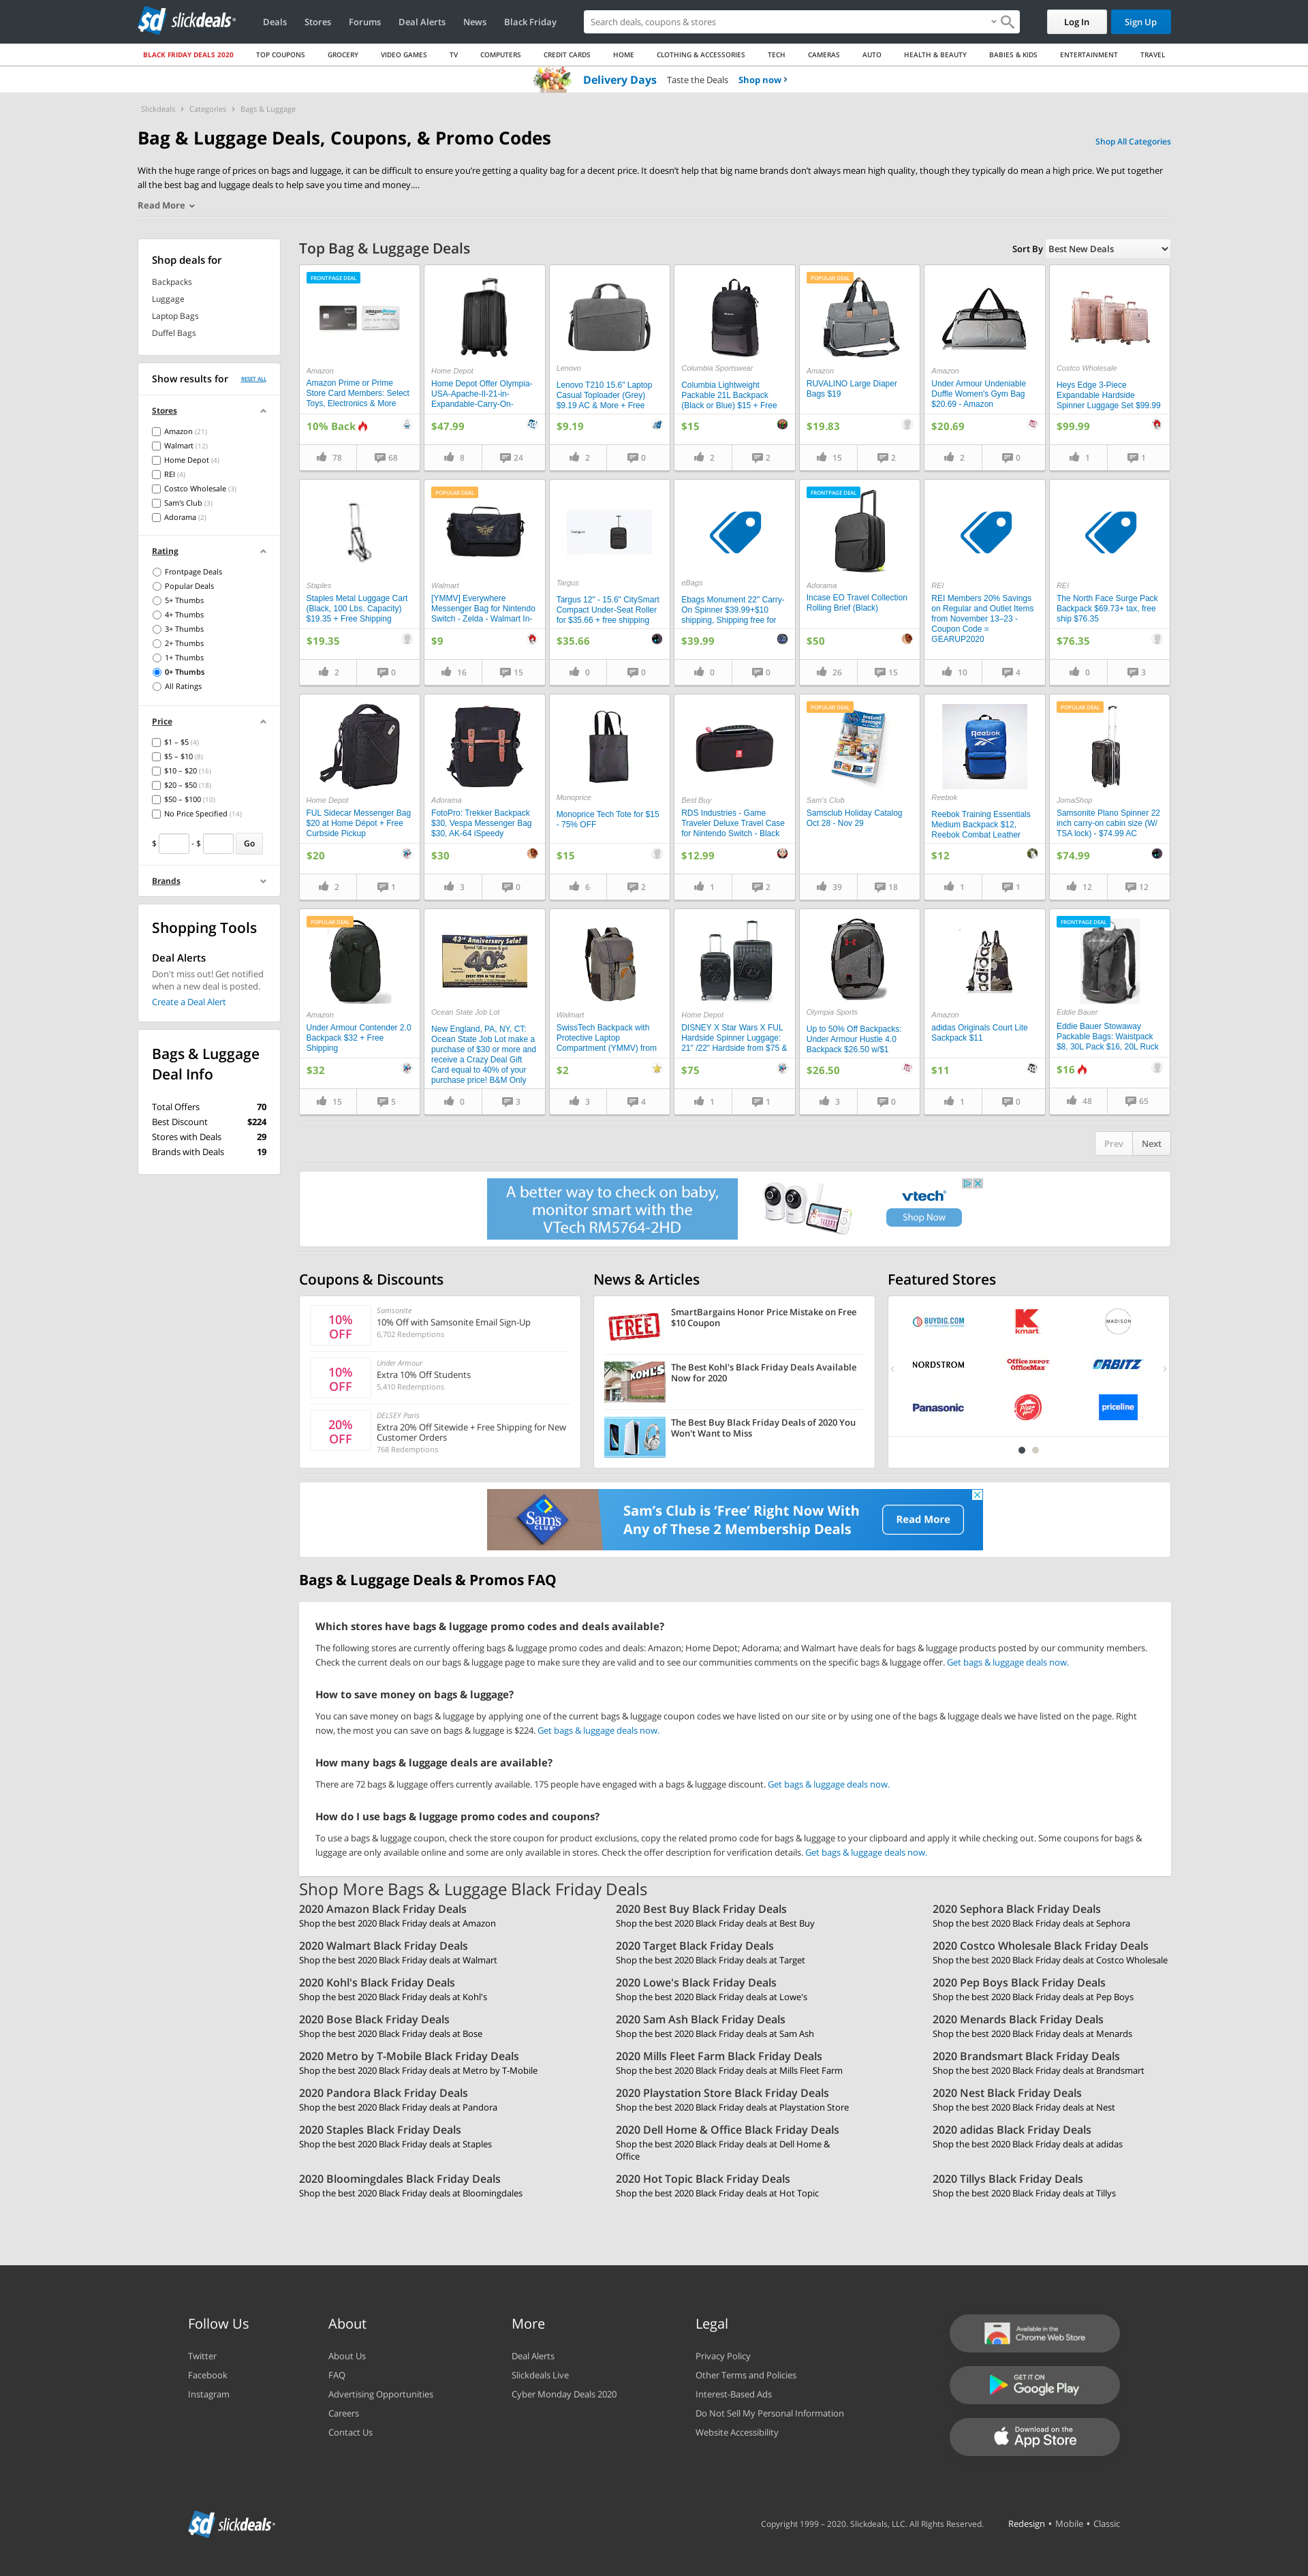 slickdeals
Deals
Stores
Forums
Deal Alerts
News
Black Friday
Search deals, coupons & stores
Log In
Sign Up
BLACK FRIDAY DEALS 2020
TOP COUPONS
GROCERY
VIDEO GAMES
TV
COMPUTERS
CREDIT CARDS
HOME
CLOTHING & ACCESSORIES
TECH
CAMERAS
AUTO
HEALTH & BEAUTY
BABIES & KIDS
ENTERTAINMENT
TRAVEL
Delivery Days Taste the Deals Shop now ›
Slickdeals › Categories › Bags & Luggage
Bag & Luggage Deals, Coupons, & Promo Codes
Shop All Categories
With the huge range of prices on bags and luggage, it can be difficult to ensure you're getting a quality bag for a decent price. It doesn't help that big name brands don't always mean high quality, though they typically do mean a high price. We put together
all the best bag and luggage deals to help save you time and money....
Read More
Shop deals for
Backpacks
Luggage
Laptop Bags
Duffel Bags
Show results for
RESET ALL
Stores
Amazon (21)
Walmart (12)
Home Depot (4)
REI (4)
Costco Wholesale (3)
Sam's Club (3)
Adorama (2)
Rating
Frontpage Deals
Popular Deals
5+ Thumbs
4+ Thumbs
3+ Thumbs
2+ Thumbs
1+ Thumbs
0+ Thumbs
All Ratings
Price
$1 – $5 (4)
$5 – $10 (8)
$10 – $20 (16)
$20 – $50 (18)
$50 – $100 (10)
No Price Specified (14)
$ - $ Go
Brands
Shopping Tools
Deal Alerts
Don't miss out! Get notified
when a new deal is posted.
Create a Deal Alert
Bags & Luggage
Deal Info
Total Offers 70
Best Discount $224
Stores with Deals 29
Brands with Deals 19
Top Bag & Luggage Deals
Sort By Best New Deals
FRONTPAGE DEAL
Amazon
Amazon Prime or Prime
Store Card Members: Select
Toys, Electronics & More
10% Back
78 68
Home Depot
Home Depot Offer Olympia-
USA-Apache-II-21-in-
Expandable-Carry-On-
$47.99
8 24
Lenovo
Lenovo T210 15.6" Laptop
Casual Toploader (Grey)
$9.19 AC & More + Free
$9.19
2 0
Columbia Sportswear
Columbia Lightweight
Packable 21L Backpack
(Black or Blue) $15 + Free
$15
2 2
POPULAR DEAL
Amazon
RUVALINO Large Diaper
Bags $19
$19.83
15 2
Amazon
Under Armour Undeniable
Duffle Women's Gym Bag
$20.69 - Amazon
$20.69
2 0
Costco Wholesale
Heys Edge 3-Piece
Expandable Hardside
Spinner Luggage Set $99.99
$99.99
1 1
Staples
Staples Metal Luggage Cart
(Black, 100 Lbs. Capacity)
$19.35 + Free Shipping
$19.35
2 0
POPULAR DEAL
Walmart
[YMMV] Everywhere
Messenger Bag for Nintendo
Switch - Zelda - Walmart In-
$9
16 15
Targus
Targus 12" - 15.6" CitySmart
Compact Under-Seat Roller
for $35.66 + free shipping
$35.66
0 0
eBags
Ebags Monument 22" Carry-
On Spinner $39.99+$10
shipping, Shipping free for
$39.99
0 0
FRONTPAGE DEAL
Adorama
Incase EO Travel Collection
Rolling Brief (Black)
$50
26 15
REI
REI Members 20% Savings
on Regular and Outlet Items
from November 13–23 -
Coupon Code =
GEARUP2020
10 4
REI
The North Face Surge Pack
Backpack $69.73+ tax, free
ship $76.35
$76.35
0 3
Home Depot
FUL Sidecar Messenger Bag
$20 at Home Depot + Free
Curbside Pickup
$20
2 1
Adorama
FotoPro: Trekker Backpack
$30, Vespa Messenger Bag
$30, AK-64 iSpeedy
$30
3 0
Monoprice
Monoprice Tech Tote for $15
- 75% OFF
$15
6 2
Best Buy
RDS Industries - Game
Traveler Deluxe Travel Case
for Nintendo Switch - Black
$12.99
1 2
POPULAR DEAL
Instant
Savings
Sam's Club
Samsclub Holiday Catalog
Oct 28 - Nov 29
39 18
Reebok
Reebok
Reebok Training Essentials
Medium Backpack $12,
Reebok Combat Leather
$12
1 1
POPULAR DEAL
JomaShop
Samsonite Plano Spinner 22
inch carry-on cabin size (W/
TSA lock) - $74.99 AC
$74.99
12 12
POPULAR DEAL
Amazon
Under Armour Contender 2.0
Backpack $32 + Free
Shipping
$32
15 5
43rd Anniversary Sale!
40%
Ocean State Job Lot
New England, PA, NY, CT:
Ocean State Job Lot make a
purchase of $30 or more and
receive a Crazy Deal Gift
Card equal to 40% of your
purchase price! B&M Only
0 3
Walmart
SwissTech Backpack with
Protective Laptop
Compartment (YMMV) from
$2
3 4
Home Depot
DISNEY X Star Wars X FUL
Hardside Spinner Luggage:
21" /22" Hardside from $75 &
$75
1 1
Olympia Sports
Up to 50% Off Backpacks:
Under Armour Hustle 4.0
Backpack $26.50 w/$1
$26.50
3 0
adidas
Amazon
adidas Originals Court Lite
Sackpack $11
$11
1 0
FRONTPAGE DEAL
Eddie Bauer
Eddie Bauer Stowaway
Packable Bags: Waistpack
$8, 30L Pack $16, 20L Ruck
$16
48 65
Prev Next
A better way to check on baby,
monitor smart with the
VTech RM5764-2HD
vtech
Shop Now
Coupons & Discounts
10%
OFF
Samsonite
10% Off with Samsonite Email Sign-Up
6,702 Redemptions
10%
OFF
Under Armour
Extra 10% Off Students
5,410 Redemptions
20%
OFF
DELSEY Paris
Extra 20% Off Sitewide + Free Shipping for New
Customer Orders
768 Redemptions
News & Articles
FREE
SmartBargains Honor Price Mistake on Free
$10 Coupon
KOHL'S
The Best Kohl's Black Friday Deals Available
Now for 2020
The Best Buy Black Friday Deals of 2020 You
Won't Want to Miss
Featured Stores
BUYDIG.COM
kmart
MADISON
NORDSTROM
Office DEPOT
OfficeMax
ORBITZ
Panasonic
Pizza Hut
priceline
Sam's
CLUB
Sam's Club is 'Free' Right Now With
Any of These 2 Membership Deals
Read More
Bags & Luggage Deals & Promos FAQ
Which stores have bags & luggage promo codes and deals available?
The following stores are currently offering bags & luggage promo codes and deals: Amazon; Home Depot; Adorama; and Walmart have deals for bags & luggage products posted by our community members.
Check the current deals on our bags & luggage page to make sure they are valid and to see our communities comments on the specific bags & luggage offer. Get bags & luggage deals now.
How to save money on bags & luggage?
You can save money on bags & luggage by applying one of the current bags & luggage coupon codes we have listed on our site or by using one of the bags & luggage deals we have listed on the page. Right
now, the most you can save on bags & luggage is $224. Get bags & luggage deals now.
How many bags & luggage deals are available?
There are 72 bags & luggage offers currently available. 175 people have engaged with a bags & luggage discount. Get bags & luggage deals now.
How do I use bags & luggage promo codes and coupons?
To use a bags & luggage coupon, check the store coupon for product exclusions, copy the related promo code for bags & luggage to your clipboard and apply it while checking out. Some coupons for bags &
luggage are only available online and some are only available in stores. Check the offer description for verification details. Get bags & luggage deals now.
Shop More Bags & Luggage Black Friday Deals
2020 Amazon Black Friday Deals
Shop the best 2020 Black Friday deals at Amazon
2020 Best Buy Black Friday Deals
Shop the best 2020 Black Friday deals at Best Buy
2020 Sephora Black Friday Deals
Shop the best 2020 Black Friday deals at Sephora
2020 Walmart Black Friday Deals
Shop the best 2020 Black Friday deals at Walmart
2020 Target Black Friday Deals
Shop the best 2020 Black Friday deals at Target
2020 Costco Wholesale Black Friday Deals
Shop the best 2020 Black Friday deals at Costco Wholesale
2020 Kohl's Black Friday Deals
Shop the best 2020 Black Friday deals at Kohl's
2020 Lowe's Black Friday Deals
Shop the best 2020 Black Friday deals at Lowe's
2020 Pep Boys Black Friday Deals
Shop the best 2020 Black Friday deals at Pep Boys
2020 Bose Black Friday Deals
Shop the best 2020 Black Friday deals at Bose
2020 Sam Ash Black Friday Deals
Shop the best 2020 Black Friday deals at Sam Ash
2020 Menards Black Friday Deals
Shop the best 2020 Black Friday deals at Menards
2020 Metro by T-Mobile Black Friday Deals
Shop the best 2020 Black Friday deals at Metro by T-Mobile
2020 Mills Fleet Farm Black Friday Deals
Shop the best 2020 Black Friday deals at Mills Fleet Farm
2020 Brandsmart Black Friday Deals
Shop the best 2020 Black Friday deals at Brandsmart
2020 Pandora Black Friday Deals
Shop the best 2020 Black Friday deals at Pandora
2020 Playstation Store Black Friday Deals
Shop the best 2020 Black Friday deals at Playstation Store
2020 Nest Black Friday Deals
Shop the best 2020 Black Friday deals at Nest
2020 Staples Black Friday Deals
Shop the best 2020 Black Friday deals at Staples
2020 Dell Home & Office Black Friday Deals
Shop the best 2020 Black Friday deals at Dell Home &
Office
2020 adidas Black Friday Deals
Shop the best 2020 Black Friday deals at adidas
2020 Bloomingdales Black Friday Deals
Shop the best 2020 Black Friday deals at Bloomingdales
2020 Hot Topic Black Friday Deals
Shop the best 2020 Black Friday deals at Hot Topic
2020 Tillys Black Friday Deals
Shop the best 2020 Black Friday deals at Tillys
Follow Us
Twitter
Facebook
Instagram
About
About Us
FAQ
Advertising Opportunities
Careers
Contact Us
More
Deal Alerts
Slickdeals Live
Cyber Monday Deals 2020
Legal
Privacy Policy
Other Terms and Policies
Interest-Based Ads
Do Not Sell My Personal Information
Website Accessibility
Available in the
Chrome Web Store
GET IT ON
Google Play
Download on the
App Store
slickdeals
Copyright 1999 – 2020. Slickdeals, LLC. All Rights Reserved.
Redesign • Mobile • Classic